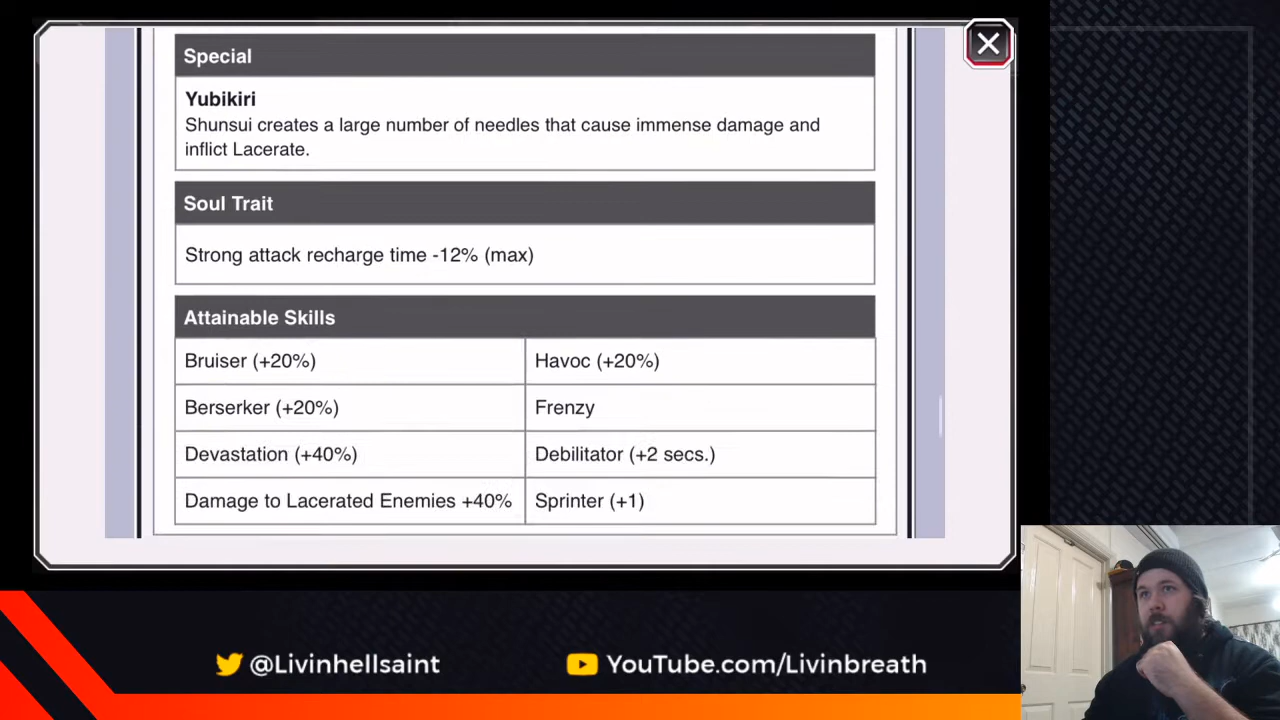 Special
Yubikiri
Shunsui creates a large number of needles that cause immense damage and
inflict Lacerate.
Soul Trait
Strong attack recharge time -12% (max)
Attainable Skills
Bruiser (+20%)
Havoc (+20%)
Berserker (+20%)
Frenzy
Devastation (+40%)
Debilitator (+2 secs.)
Damage to Lacerated Enemies +40%
Sprinter (+1)
@Livinhellsaint
YouTube.com/Livinbreath